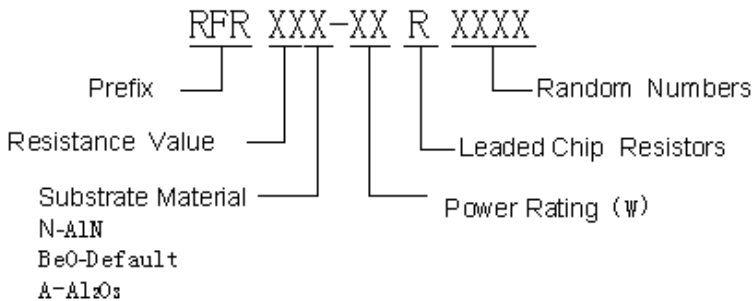 RFR XXX-XX R XXXX
Prefix
Random Numbers
Resistance Value
Leaded Chip Resistors
Substrate Material
Power Rating (W)
N-AlN
BeO-Default
A-Al₂O₃